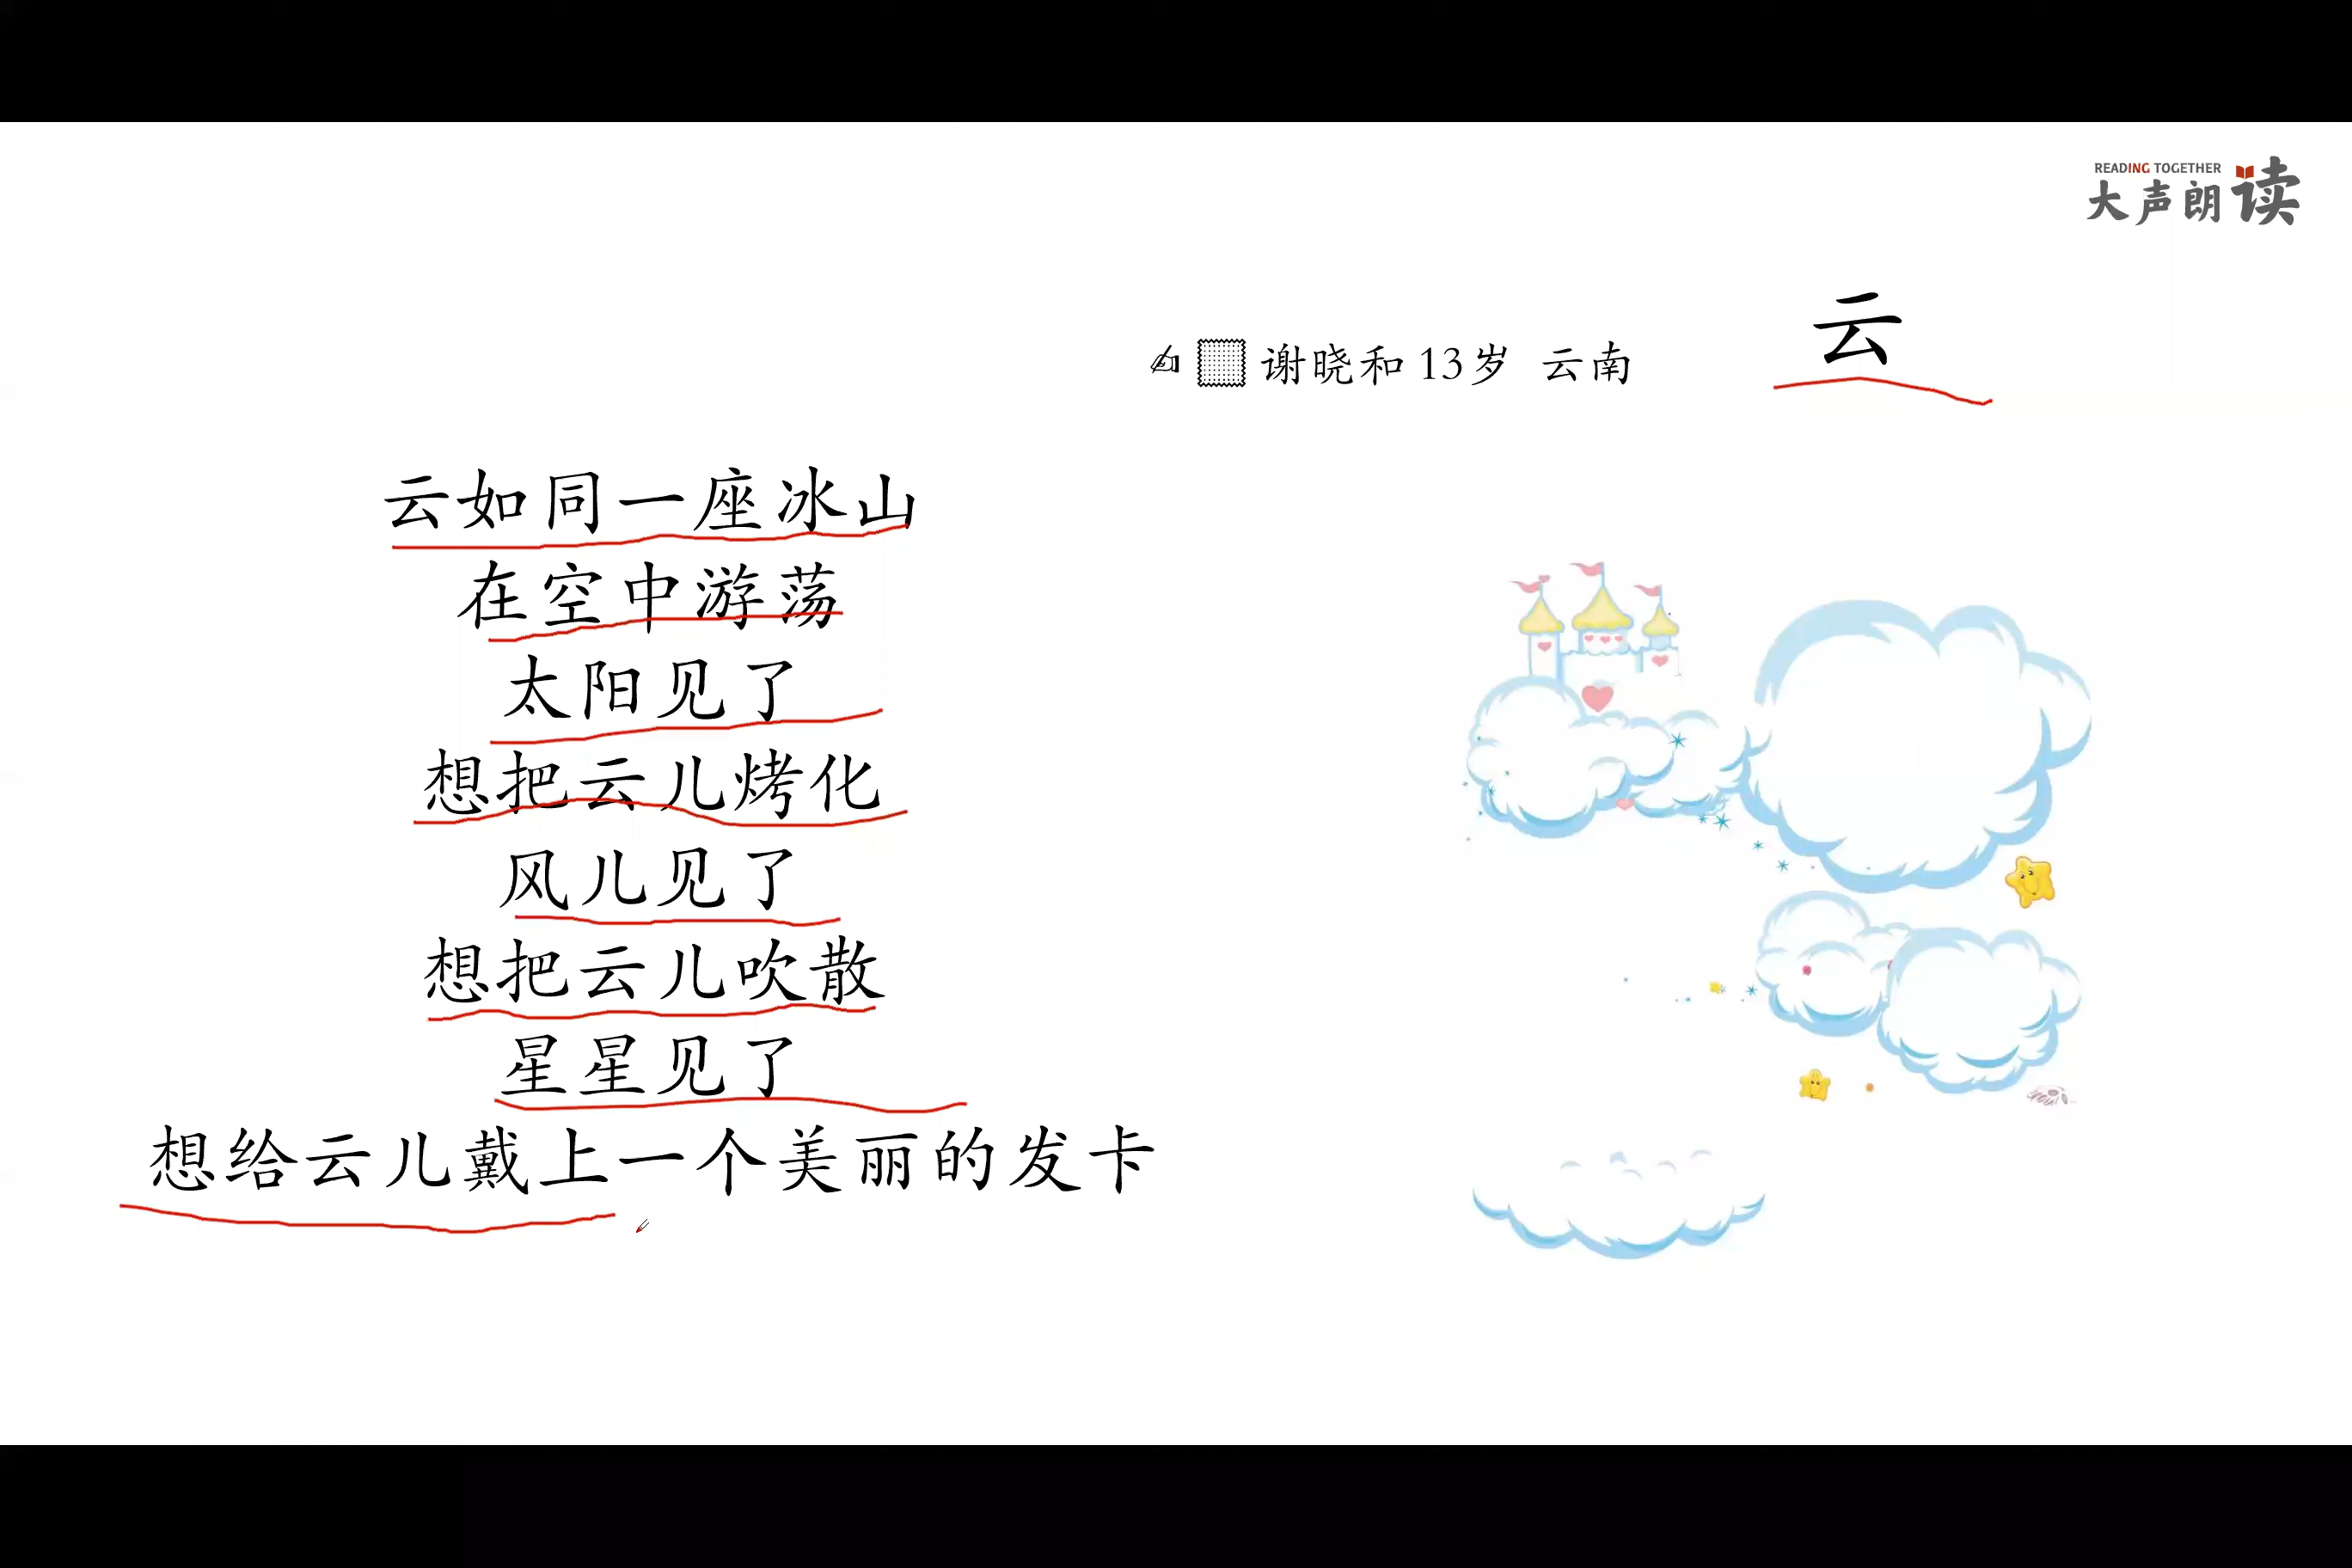 READING TOGETHER
大声朗读
云
谢晓和 13岁 云南
云如同一座冰山
在空中游荡
太阳见了
想把云儿烤化
风儿见了
想把云儿吹散
星星见了
想给云儿戴上一个美丽的发卡